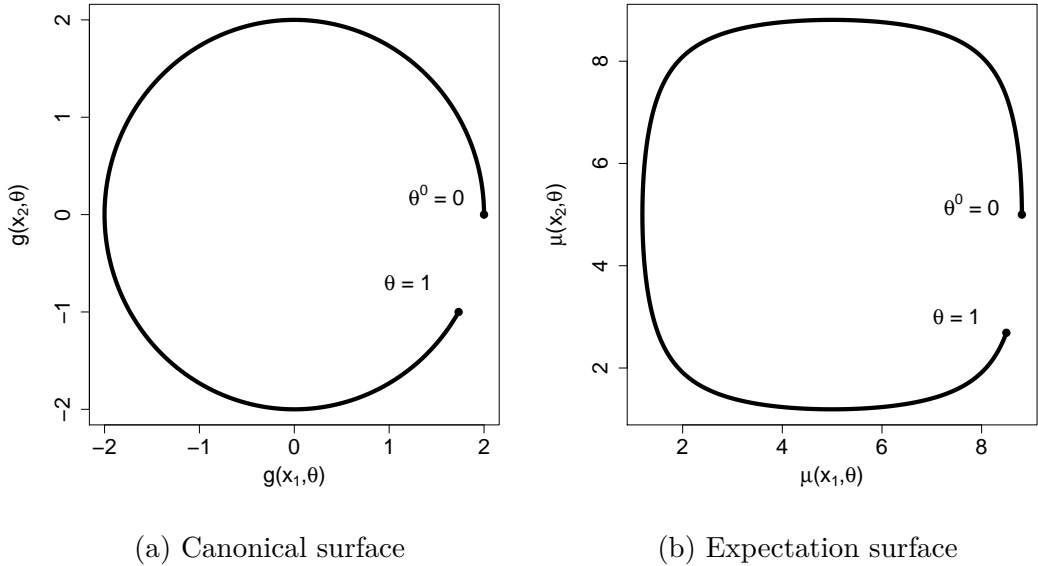 2
1
0
−1
−2
g(x₂,θ)
θ⁰ = 0
θ = 1
−2 −1 0 1 2
g(x₁,θ)
(a) Canonical surface
8
6
4
2
μ(x₂,θ)
θ⁰ = 0
θ = 1
2 4 6 8
μ(x₁,θ)
(b) Expectation surface